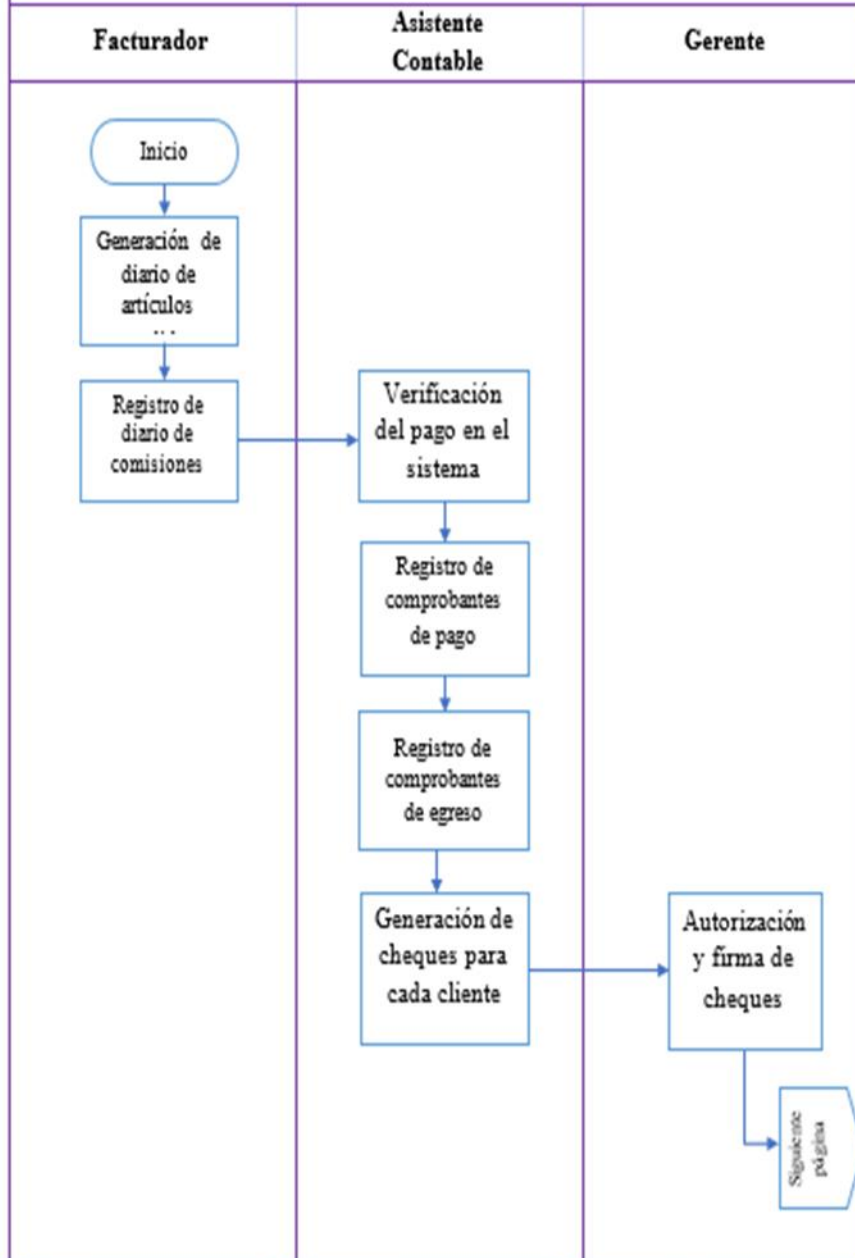 Facturador
Asistente
Contable
Gerente
Inicio
Generación de
diario de
artículos
...
Registro de
diario de
comisiones
Verificación
del pago en el
sistema
Registro de
comprobantes
de pago
Registro de
comprobantes
de egreso
Generación de
cheques para
cada cliente
Autorización
y firma de
cheques
Siguiente
página